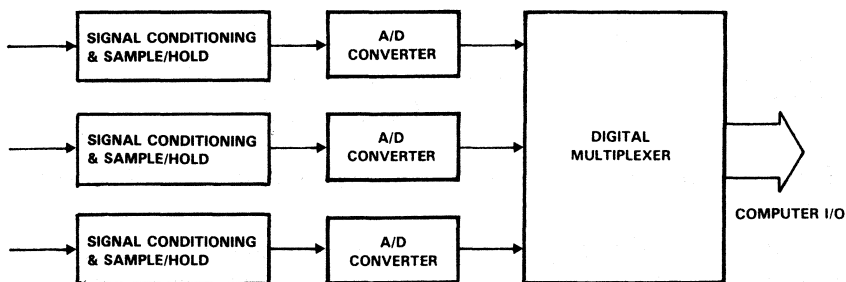 SIGNAL CONDITIONING
& SAMPLE/HOLD
A/D
CONVERTER
SIGNAL CONDITIONING
& SAMPLE/HOLD
A/D
CONVERTER
DIGITAL
MULTIPLEXER
COMPUTER I/O
SIGNAL CONDITIONING
& SAMPLE/HOLD
A/D
CONVERTER